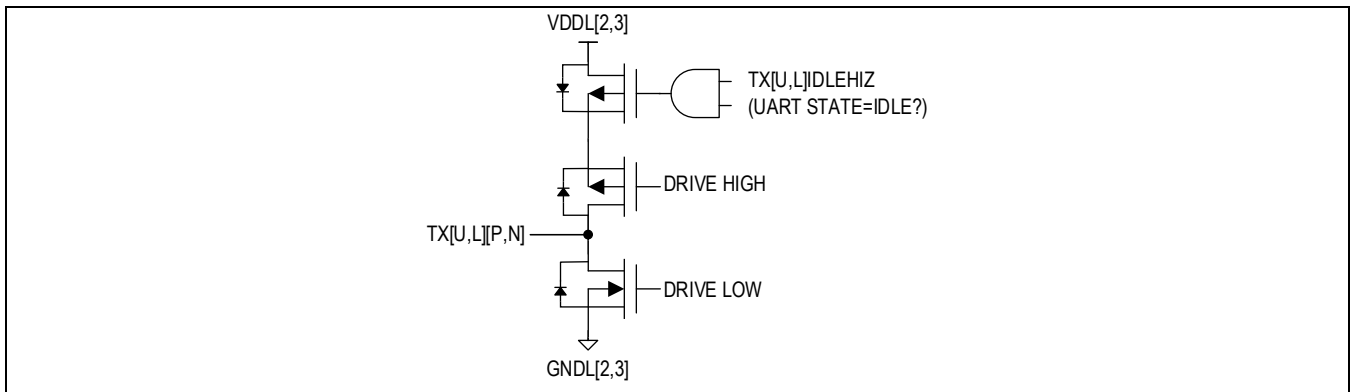 VDDL[2,3]
TX[U,L]IDLEHIZ
(UART STATE=IDLE?)
DRIVE HIGH
TX[U,L][P,N]
DRIVE LOW
GNDL[2,3]